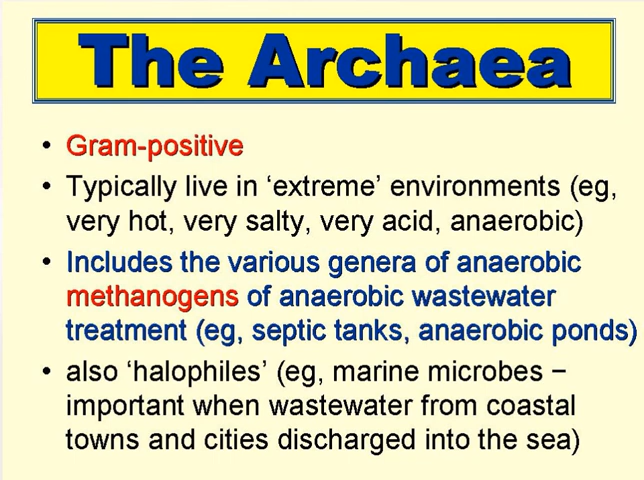 The Archaea
• Gram-positive
• Typically live in ‘extreme’ environments (eg,
very hot, very salty, very acid, anaerobic)
• Includes the various genera of anaerobic
methanogens of anaerobic wastewater
treatment (eg, septic tanks, anaerobic ponds)
• also ‘halophiles’ (eg, marine microbes −
important when wastewater from coastal
towns and cities discharged into the sea)